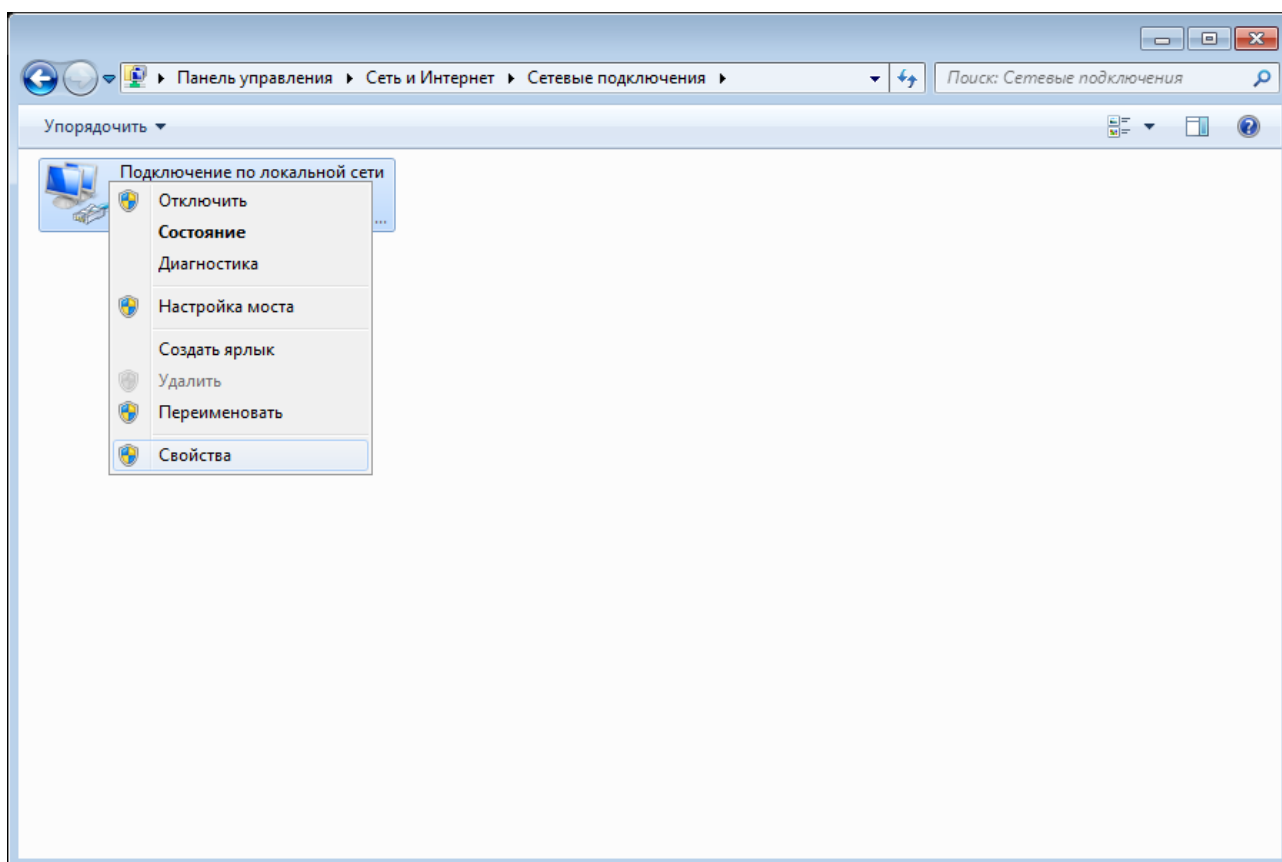 Панель управления Сеть и Интернет Сетевые подключения Поиск: Сетевые подключения
Упорядочить
Подключение по локальной сети
...
Отключить
Состояние
Диагностика
Настройка моста
Создать ярлык
Удалить
Переименовать
Свойства